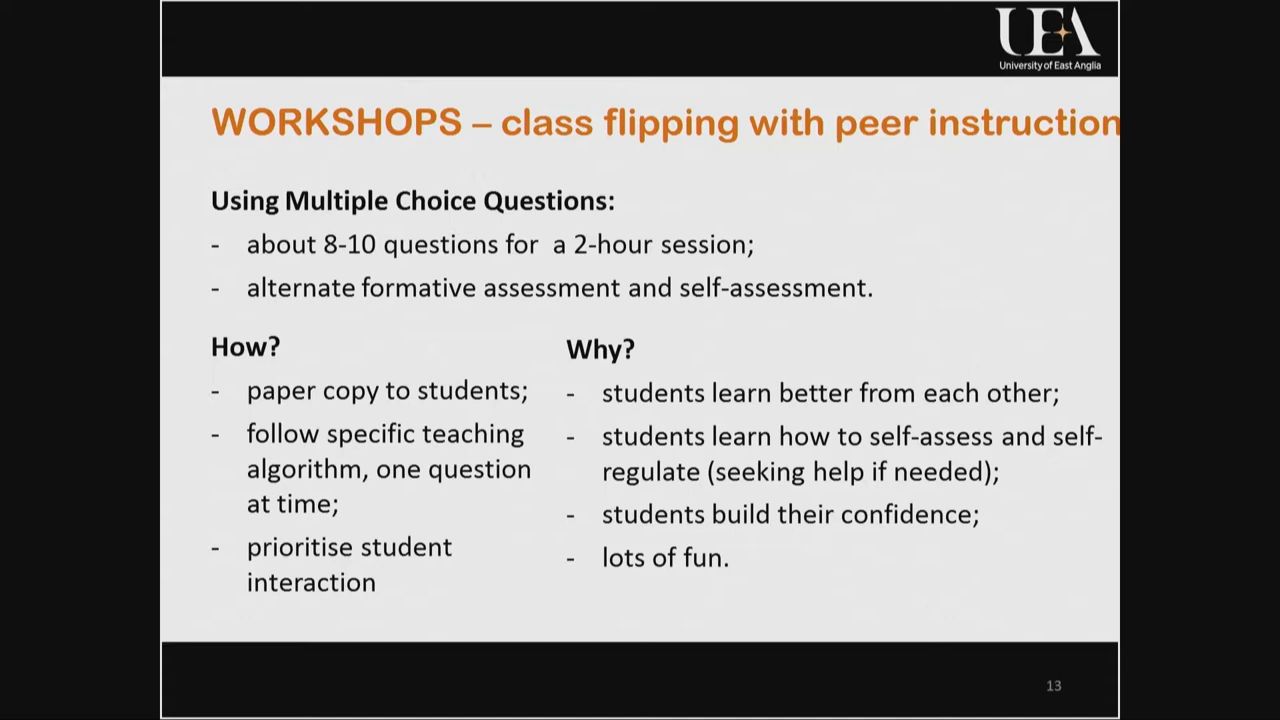 UEA
University of East Anglia
WORKSHOPS – class flipping with peer instruction
Using Multiple Choice Questions:
- about 8-10 questions for a 2-hour session;
- alternate formative assessment and self-assessment.
How?
- paper copy to students;
- follow specific teaching
algorithm, one question
at time;
- prioritise student
interaction
Why?
- students learn better from each other;
- students learn how to self-assess and self-
regulate (seeking help if needed);
- students build their confidence;
- lots of fun.
13